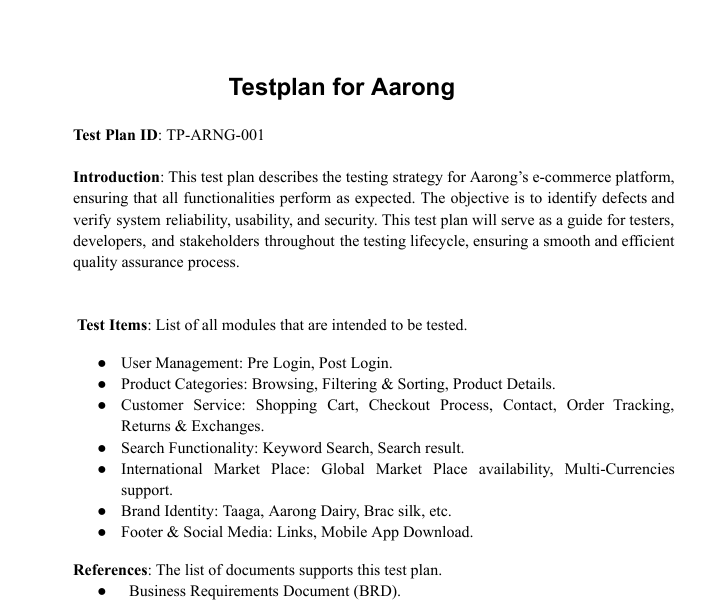 Testplan for Aarong
Test Plan ID: TP-ARNG-001
Introduction: This test plan describes the testing strategy for Aarong’s e-commerce platform,
ensuring that all functionalities perform as expected. The objective is to identify defects and
verify system reliability, usability, and security. This test plan will serve as a guide for testers,
developers, and stakeholders throughout the testing lifecycle, ensuring a smooth and efficient
quality assurance process.
Test Items: List of all modules that are intended to be tested.
● User Management: Pre Login, Post Login.
● Product Categories: Browsing, Filtering & Sorting, Product Details.
● Customer Service: Shopping Cart, Checkout Process, Contact, Order Tracking,
Returns & Exchanges.
● Search Functionality: Keyword Search, Search result.
● International Market Place: Global Market Place availability, Multi-Currencies
support.
● Brand Identity: Taaga, Aarong Dairy, Brac silk, etc.
● Footer & Social Media: Links, Mobile App Download.
References: The list of documents supports this test plan.
● Business Requirements Document (BRD).